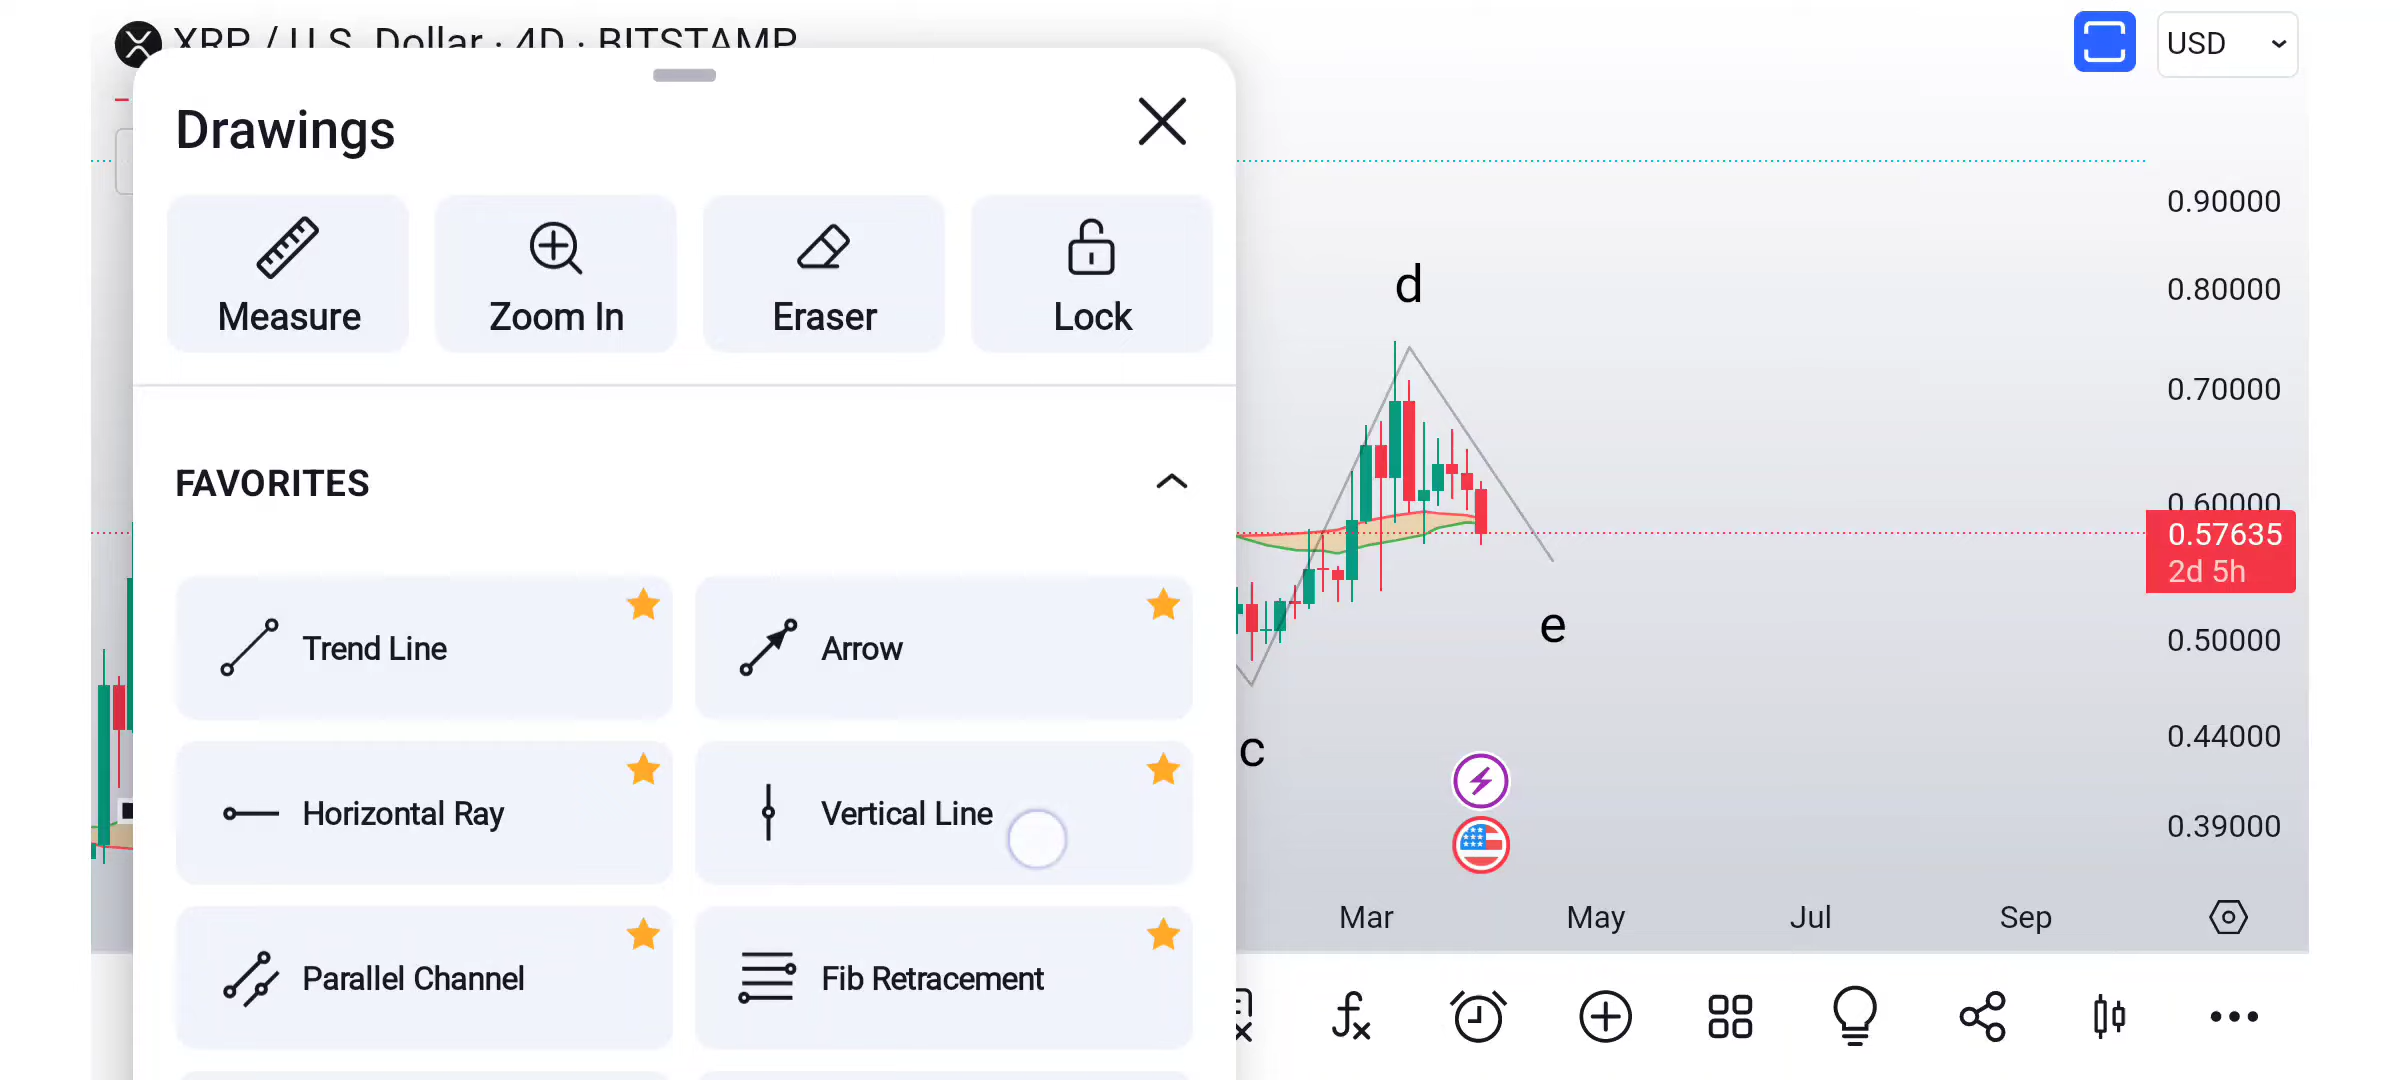 XRP / U.S. Dollar · 4D · BITSTAMP
USD
Drawings
Measure
Zoom In
Eraser
Lock
FAVORITES
Trend Line
Arrow
Horizontal Ray
Vertical Line
Parallel Channel
Fib Retracement
d
e
c
0.90000
0.80000
0.70000
0.60000
0.57635
2d 5h
0.50000
0.44000
0.39000
Mar
May
Jul
Sep